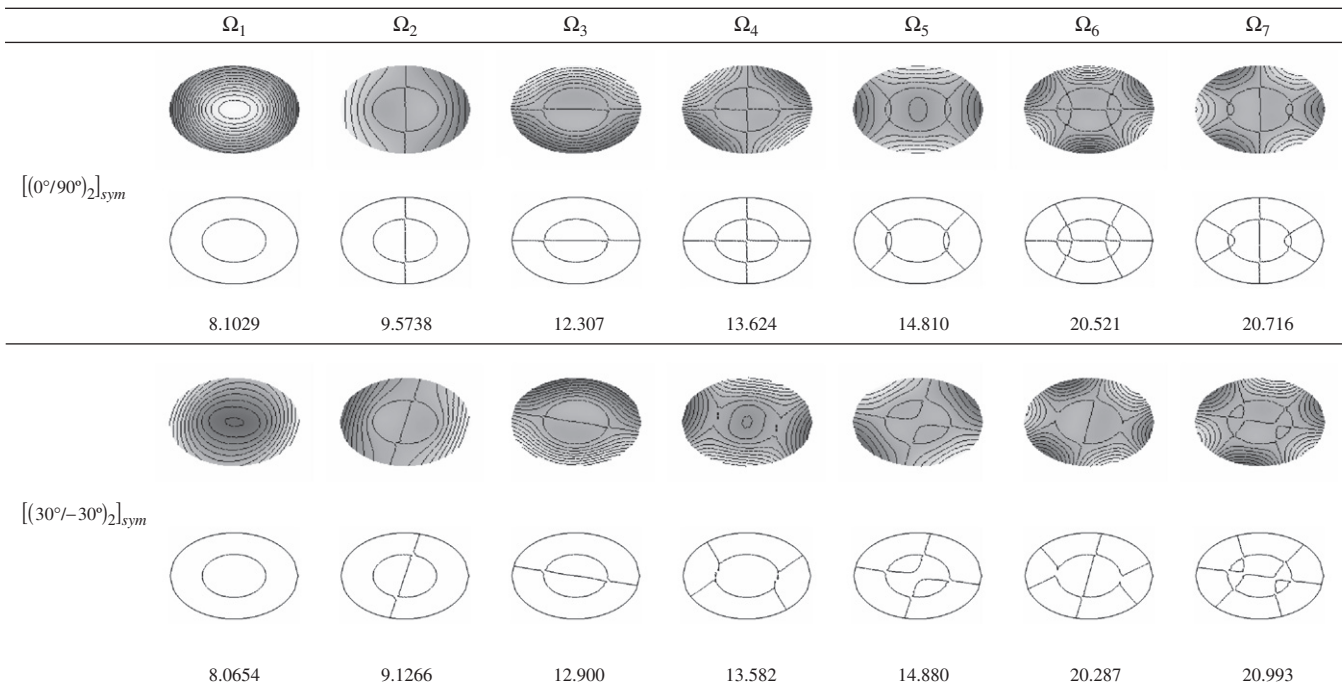 Ω₁ Ω₂ Ω₃ Ω₄ Ω₅ Ω₆ Ω₇
[(0°/90º)₂]sym
8.1029 9.5738 12.307 13.624 14.810 20.521 20.716
[(30°/−30º)₂]sym
8.0654 9.1266 12.900 13.582 14.880 20.287 20.993